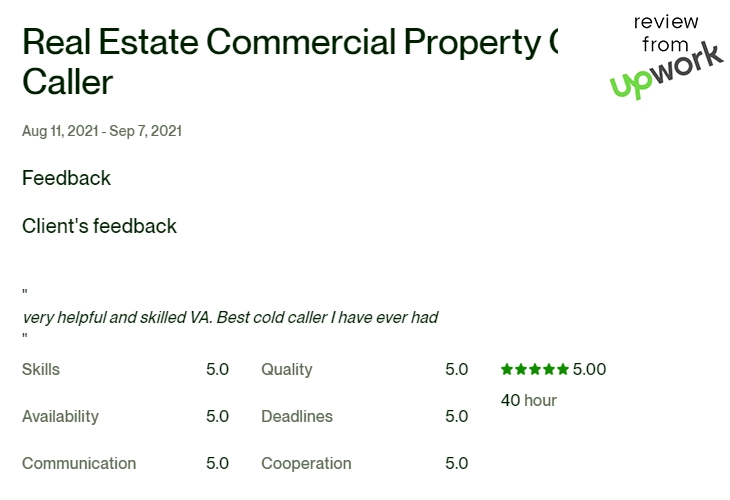 Real Estate Commercial Property
Caller
review
from
upwork
Aug 11, 2021 - Sep 7, 2021
Feedback
Client's feedback
"
very helpful and skilled VA. Best cold caller I have ever had
"
Skills 5.0 Quality 5.0 5.00
40 hour
Availability 5.0 Deadlines 5.0
Communication 5.0 Cooperation 5.0